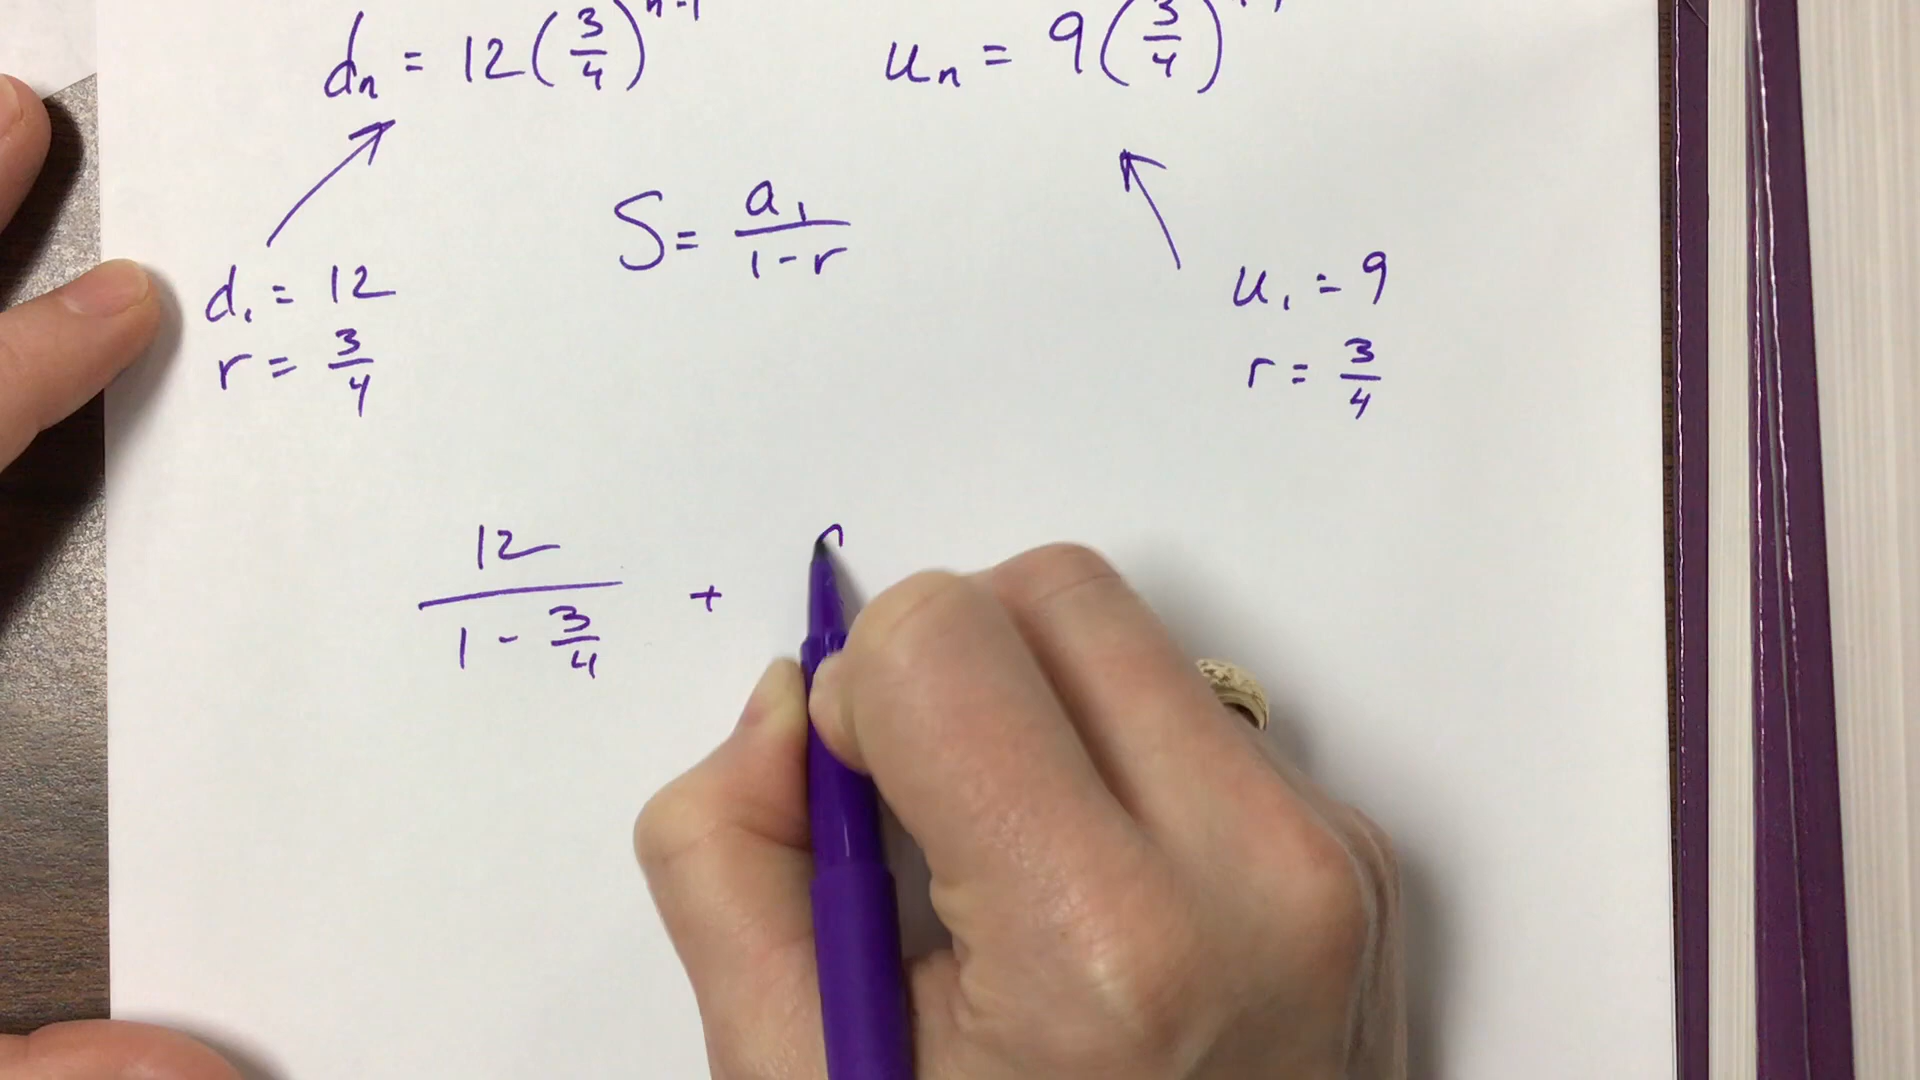 dₙ = 12(3/4)ⁿ⁻¹
uₙ = 9(3/4)
S = a₁/(1-r)
d₁ = 12
r = 3/4
u₁ = 9
r = 3/4
12/(1 - 3/4) +